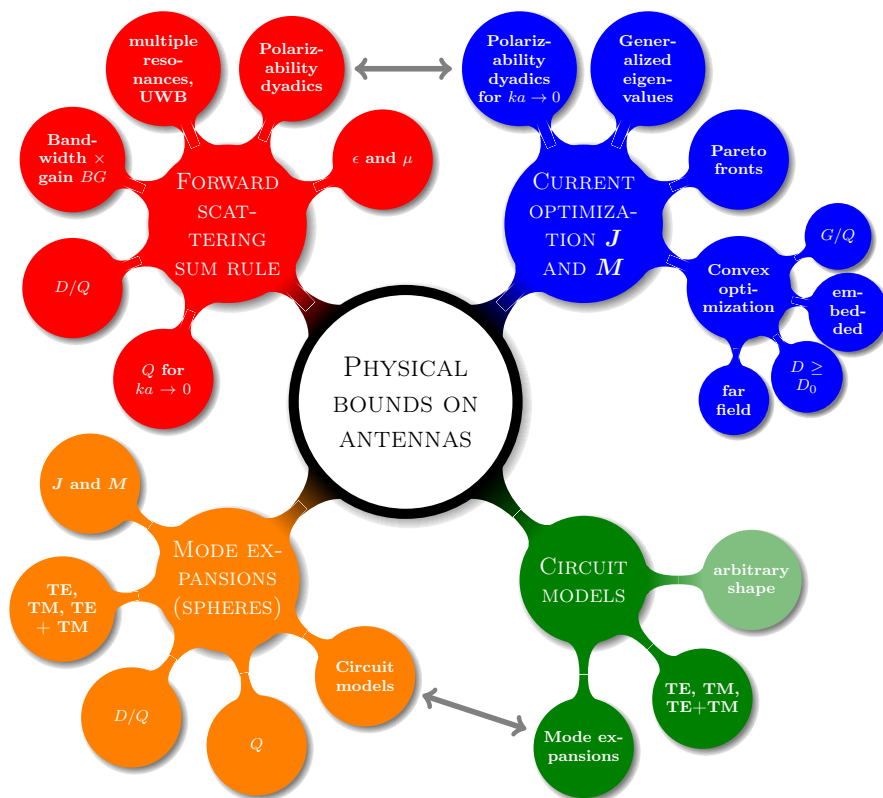 PHYSICAL
BOUNDS ON
ANTENNAS
FORWARD
SCAT-
TERING
SUM RULE
multiple
reso-
nances,
UWB
Polariz-
ability
dyadics
Band-
width ×
gain BG
ϵ and μ
D/Q
Q for
ka → 0
CURRENT
OPTIMIZA-
TION J
AND M
Polariz-
ability
dyadics
for ka → 0
Gener-
alized
eigen-
values
Pareto
fronts
Convex
opti-
mization
G/Q
em-
bed-
ded
D ≥
D₀
far
field
MODE EX-
PANSIONS
(SPHERES)
J and M
TE,
TM, TE
+ TM
D/Q
Q
Circuit
models
CIRCUIT
MODELS
arbitrary
shape
TE, TM,
TE+TM
Mode ex-
pansions